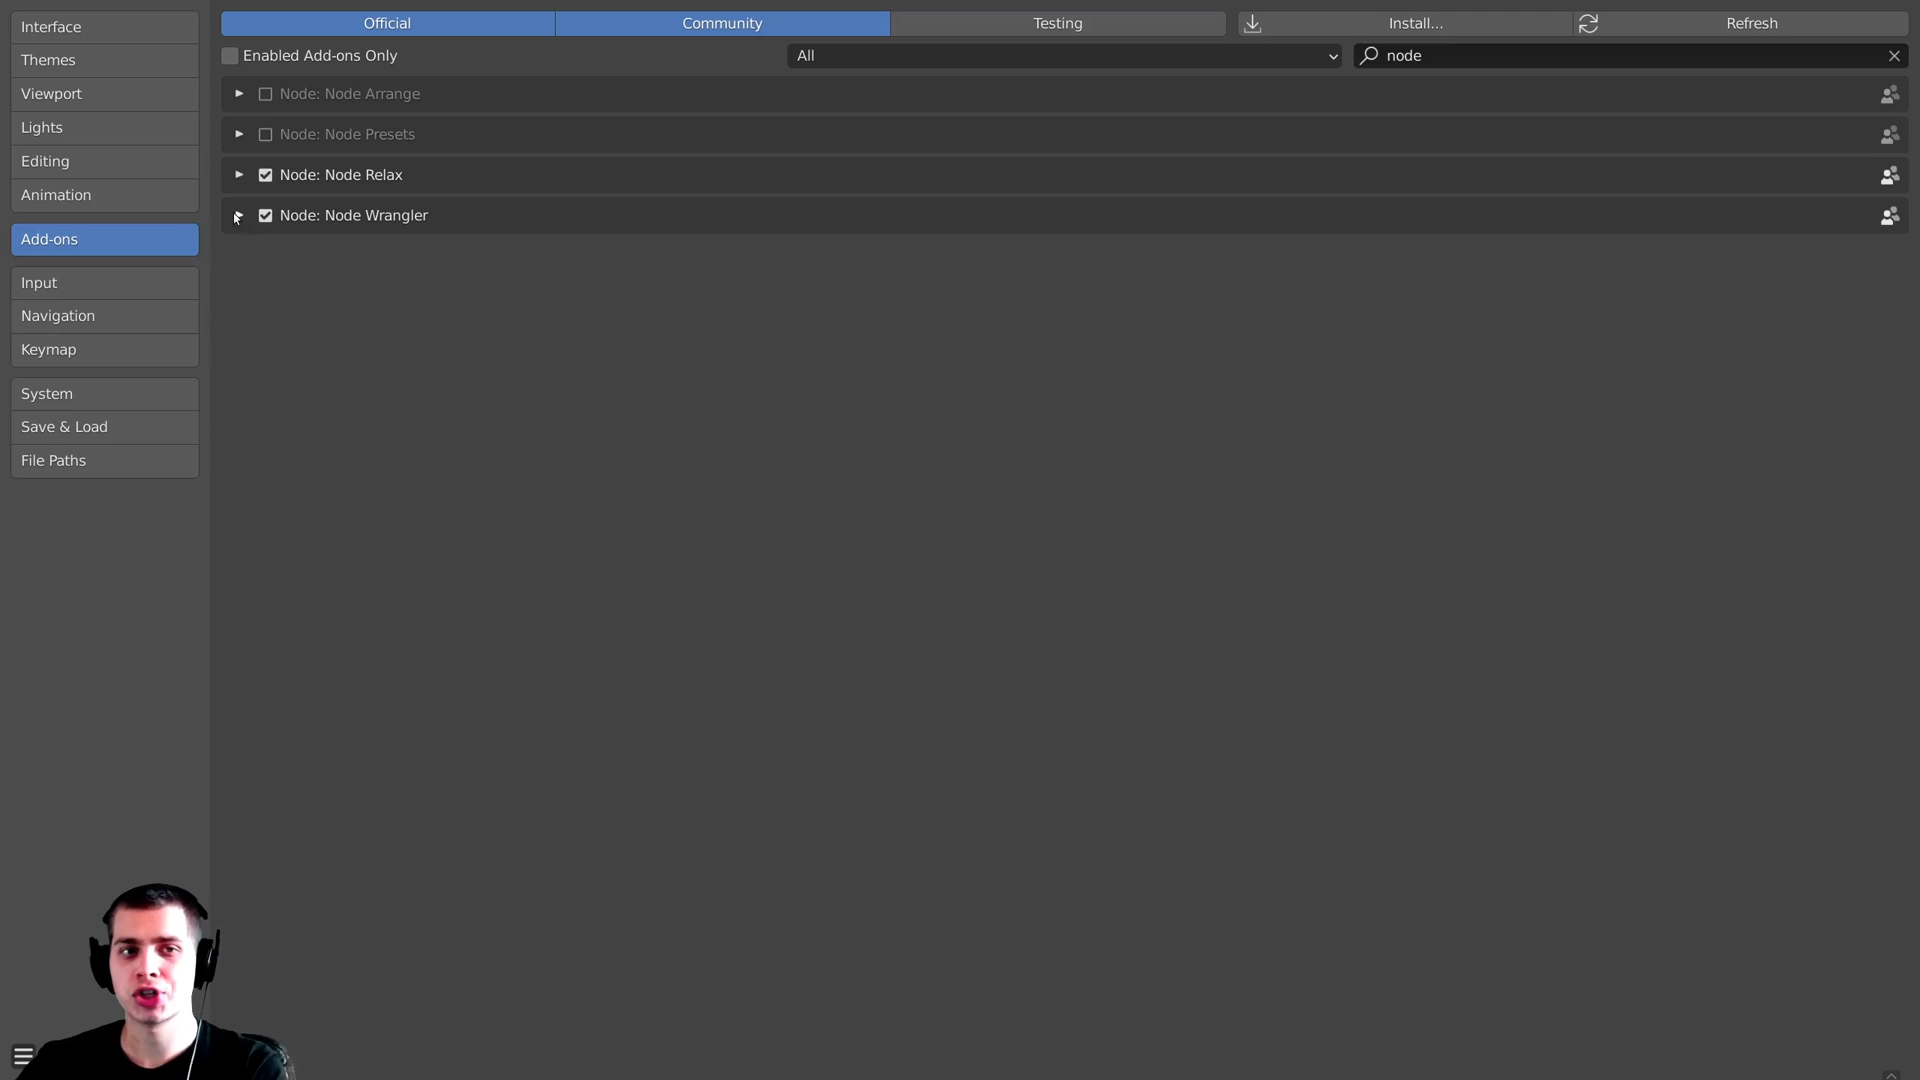 Interface
Themes
Viewport
Lights
Editing
Animation
Add-ons
Input
Navigation
Keymap
System
Save & Load
File Paths
Official
Community
Testing
Install...
Refresh
Enabled Add-ons Only
All
node
Node: Node Arrange
Node: Node Presets
Node: Node Relax
Node: Node Wrangler